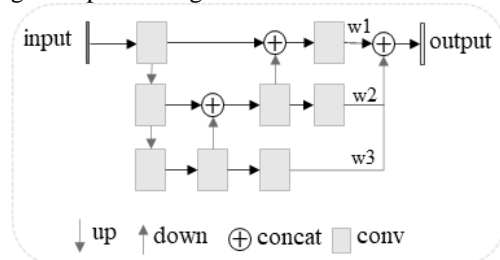 input
w1
output
w2
w3
up
down
concat
conv